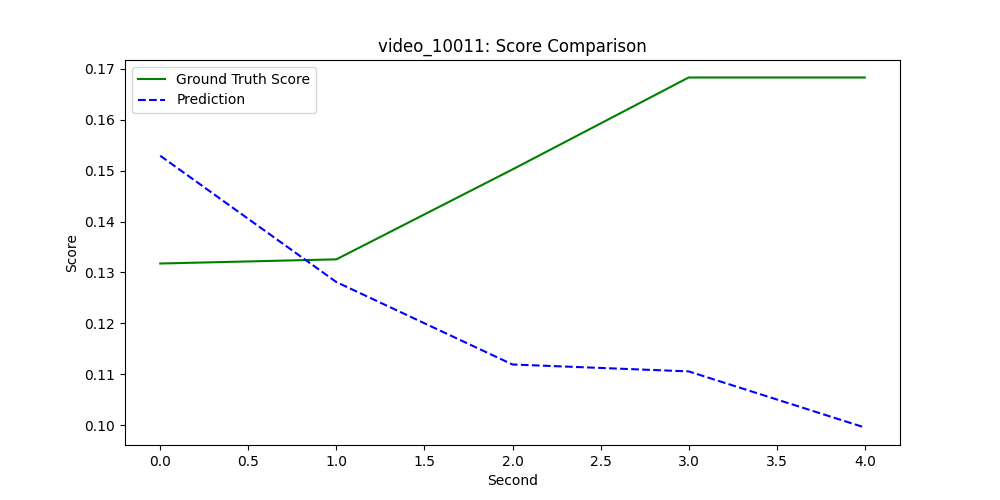 video_10011: Score Comparison
Ground Truth Score
Prediction
Score
0.17
0.16
0.15
0.14
0.13
0.12
0.11
0.10
0.0 0.5 1.0 1.5 2.0 2.5 3.0 3.5 4.0
Second